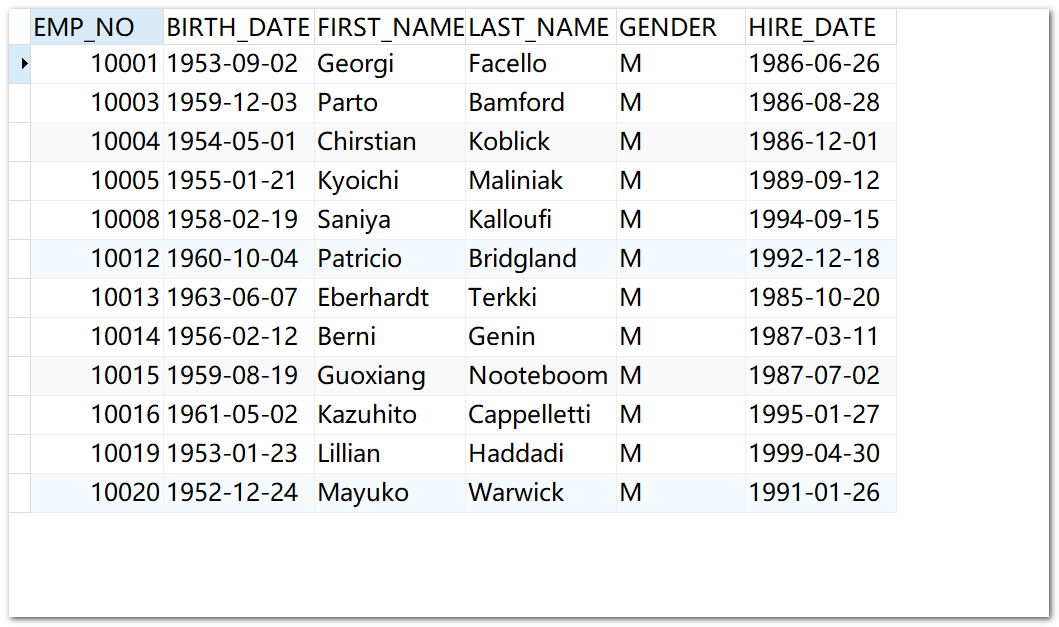 EMP_NO BIRTH_DATE FIRST_NAME LAST_NAME GENDER HIRE_DATE
10001 1953-09-02 Georgi Facello M 1986-06-26
10003 1959-12-03 Parto Bamford M 1986-08-28
10004 1954-05-01 Chirstian Koblick M 1986-12-01
10005 1955-01-21 Kyoichi Maliniak M 1989-09-12
10008 1958-02-19 Saniya Kalloufi M 1994-09-15
10012 1960-10-04 Patricio Bridgland M 1992-12-18
10013 1963-06-07 Eberhardt Terkki M 1985-10-20
10014 1956-02-12 Berni Genin M 1987-03-11
10015 1959-08-19 Guoxiang Nooteboom M 1987-07-02
10016 1961-05-02 Kazuhito Cappelletti M 1995-01-27
10019 1953-01-23 Lillian Haddadi M 1999-04-30
10020 1952-12-24 Mayuko Warwick M 1991-01-26